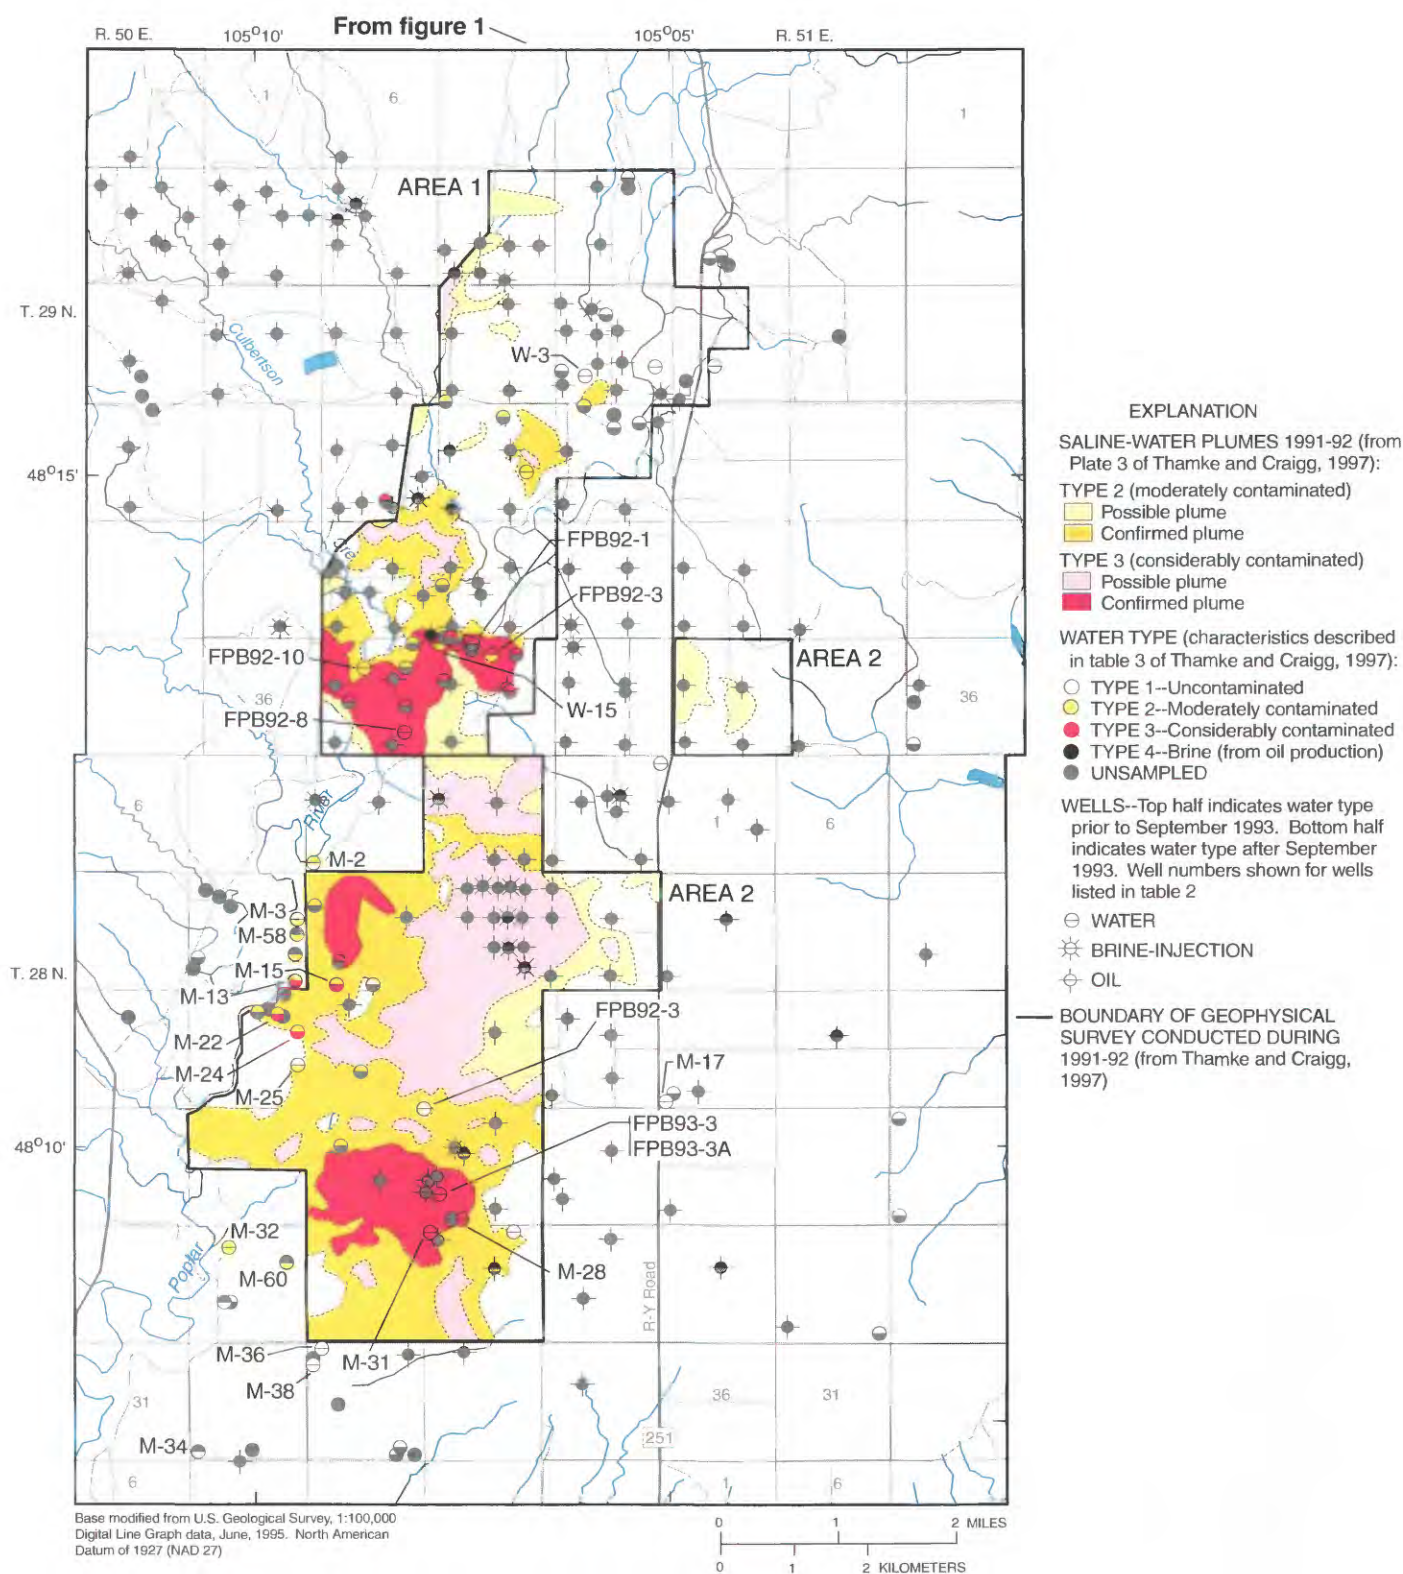 From figure 1
R. 50 E.
105°10'
105°05'
R. 51 E.
1
6
1
AREA 1
T. 29 N.
Culbertson
W-3
48°15'
Cre
FPB92-1
FPB92-3
FPB92-10
AREA 2
36
36
FPB92-8
W-15
6
River
1
6
M-2
AREA 2
M-3
M-58
T. 28 N.
M-15
M-13
FPB92-3
M-22
M-17
M-24
M-25
FPB93-3
FPB93-3A
48°10'
M-32
Poplar
M-60
M-28
R-Y Road
M-36
M-31
M-38
36
31
31
M-34
251
6
1
6
EXPLANATION
SALINE-WATER PLUMES 1991-92 (from
Plate 3 of Thamke and Craigg, 1997):
TYPE 2 (moderately contaminated)
Possible plume
Confirmed plume
TYPE 3 (considerably contaminated)
Possible plume
Confirmed plume
WATER TYPE (characteristics described
in table 3 of Thamke and Craigg, 1997):
TYPE 1--Uncontaminated
TYPE 2--Moderately contaminated
TYPE 3--Considerably contaminated
TYPE 4--Brine (from oil production)
UNSAMPLED
WELLS--Top half indicates water type
prior to September 1993. Bottom half
indicates water type after September
1993. Well numbers shown for wells
listed in table 2
WATER
BRINE-INJECTION
OIL
BOUNDARY OF GEOPHYSICAL
SURVEY CONDUCTED DURING
1991-92 (from Thamke and Craigg,
1997)
Base modified from U.S. Geological Survey, 1:100,000
Digital Line Graph data, June, 1995. North American
Datum of 1927 (NAD 27)
0 1 2 MILES
0 1 2 KILOMETERS